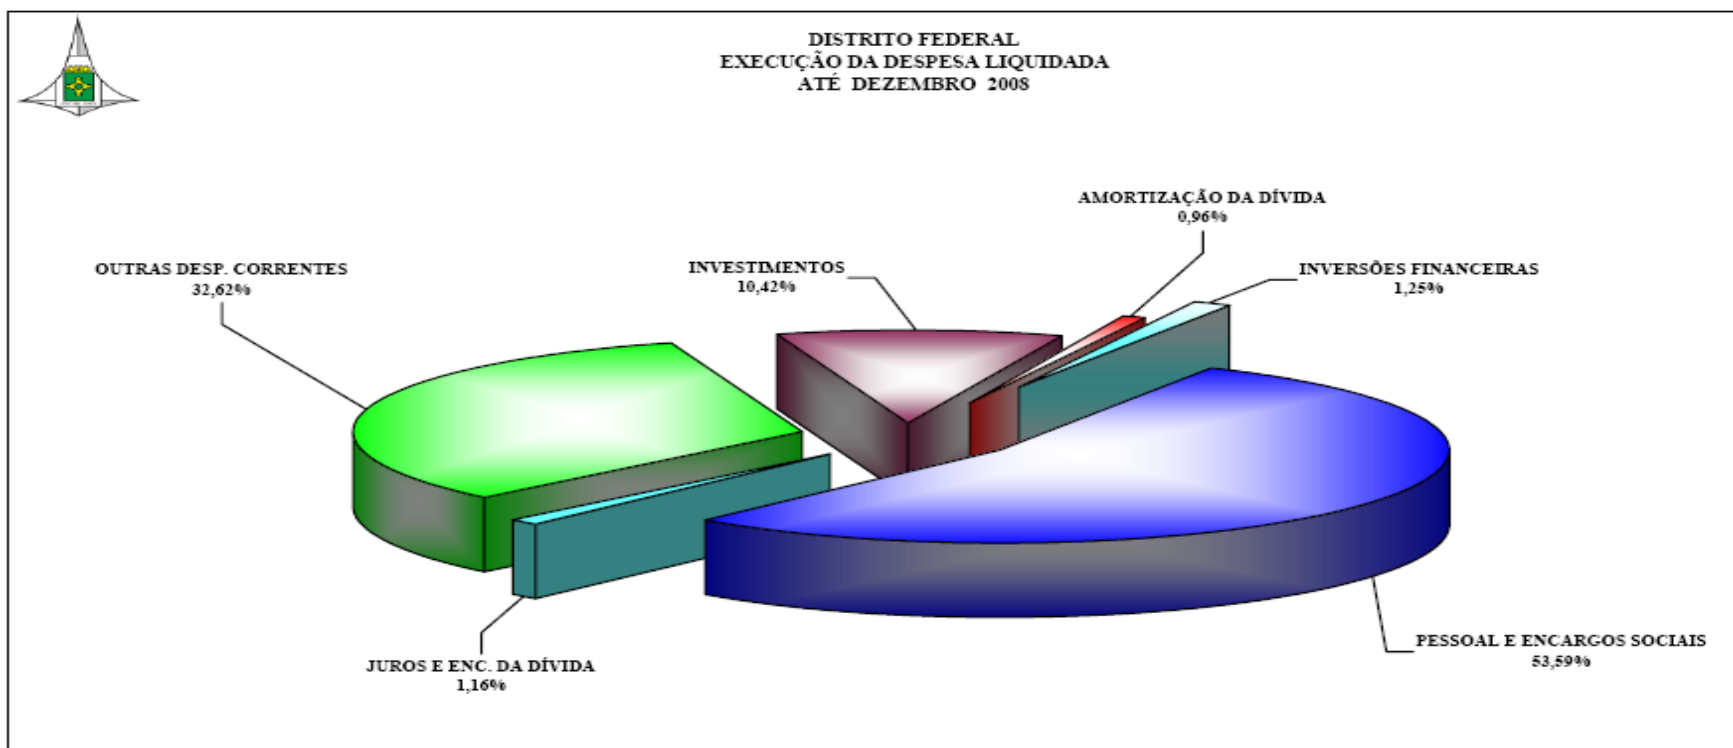 DISTRITO FEDERAL
EXECUÇÃO DA DESPESA LIQUIDADA
ATÉ DEZEMBRO 2008
AMORTIZAÇÃO DA DÍVIDA
0,96%
OUTRAS DESP. CORRENTES
32,62%
INVESTIMENTOS
10,42%
INVERSÕES FINANCEIRAS
1,25%
JUROS E ENC. DA DÍVIDA
1,16%
PESSOAL E ENCARGOS SOCIAIS
53,59%